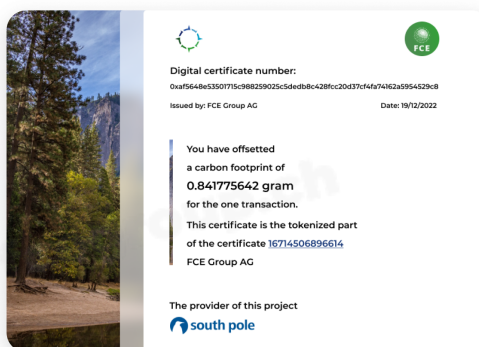 FCE
Digital certificate number:
0xaf5648e53501715c988259025c5dedb8c428fcc20d37cf4fa74162a5954529c8
Issued by: FCE Group AG
Date: 19/12/2022
You have offsetted
a carbon footprint of
0.841775642 gram
for the one transaction.
This certificate is the tokenized part
of the certificate 16714506896614
FCE Group AG
The provider of this project
south pole